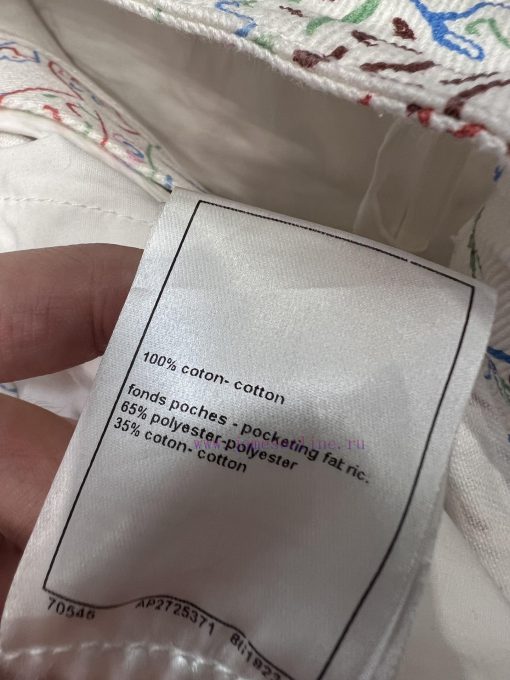 100% coton- cotton
fonds poches - pocketing fabric.
65% polyester-polyester
35% coton- cotton
70546 AP2725371